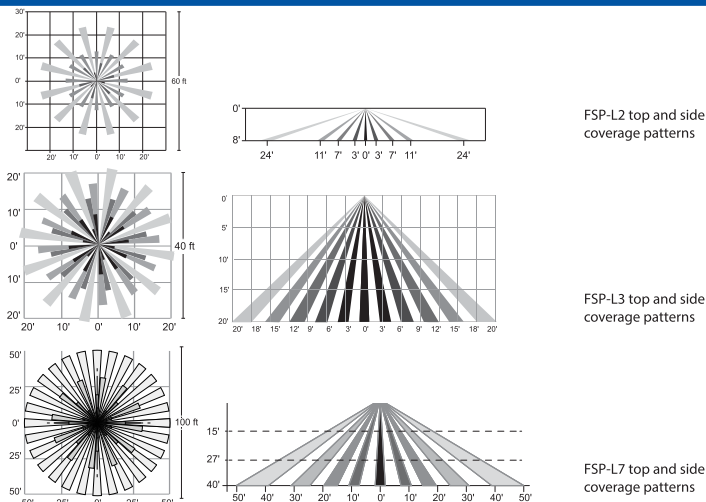 30'
20'
10'
0'
10'
20'
60 ft
20' 10' 0' 10' 20'
0'
8'
24' 11' 7' 3' 0' 3' 7' 11' 24'
FSP-L2 top and side
coverage patterns
20'
10'
0'
10'
20'
40 ft
20' 10' 0' 10' 20'
0'
5'
10'
15'
20'
20' 18' 15' 12' 9' 6' 3' 0' 3' 6' 9' 12' 15' 18' 20'
FSP-L3 top and side
coverage patterns
50'
25'
0'
25'
50'
100 ft
50' 25' 0' 25' 50'
15'
27'
40'
50' 40' 30' 20' 10' 0' 10' 20' 30' 40' 50'
FSP-L7 top and side
coverage patterns